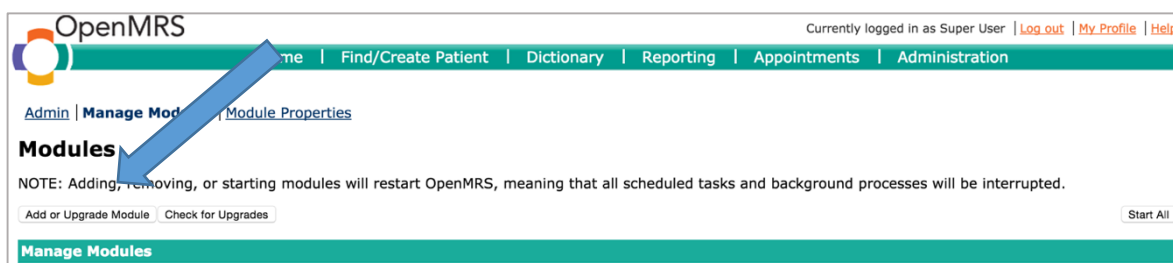 OpenMRS
Currently logged in as Super User | Log out | My Profile | Help
me | Find/Create Patient | Dictionary | Reporting | Appointments | Administration
Admin | Manage Mod | Module Properties
Modules
NOTE: Adding, removing, or starting modules will restart OpenMRS, meaning that all scheduled tasks and background processes will be interrupted.
Add or Upgrade Module Check for Upgrades Start All
Manage Modules